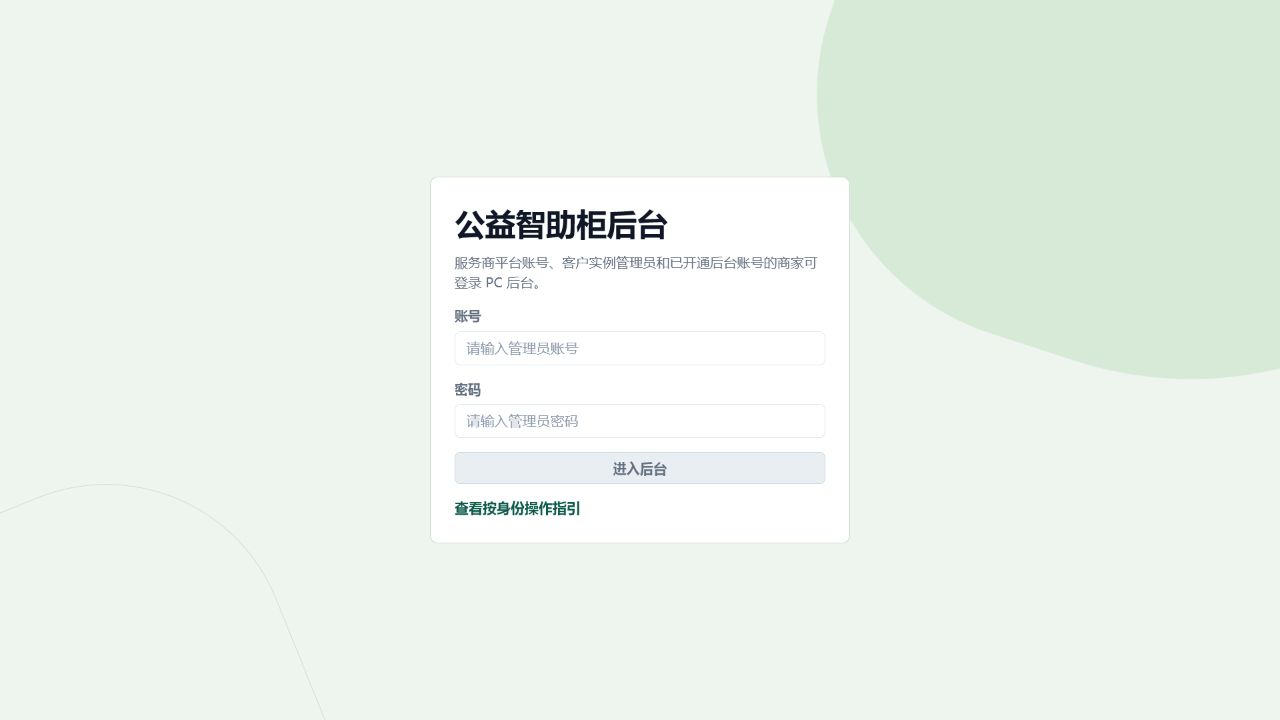 公益智助柜后台
服务商平台账号、客户实例管理员和已开通后台账号的商家可
登录 PC 后台。
账号
请输入管理员账号
密码
请输入管理员密码
进入后台
查看按身份操作指引